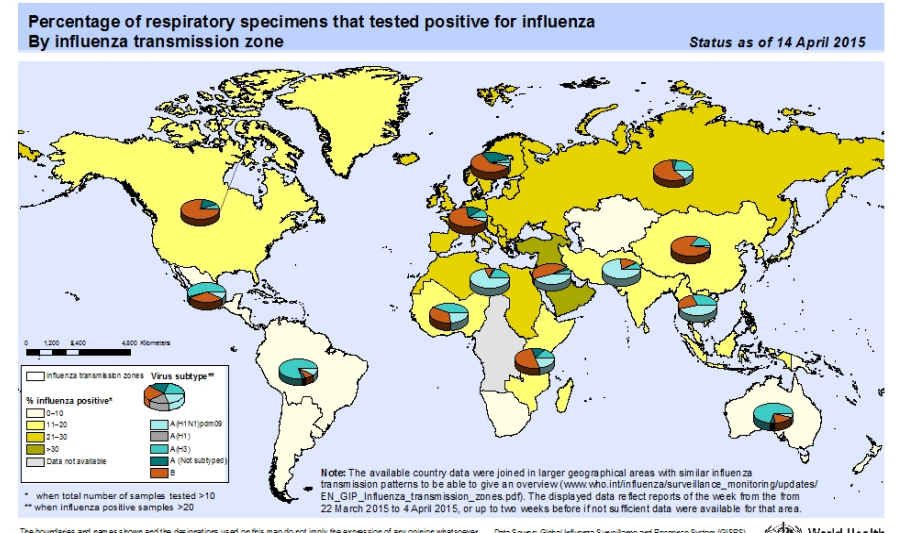 Percentage of respiratory specimens that tested positive for influenza
By influenza transmission zone
Status as of 14 April 2015
0 1,200 2,400 4,800 Kilometers
Influenza transmission zones
Virus subtype**
% influenza positive*
0–10
11–20
21–30
>30
Data not available
A(H1N1)pdm09
A(H1)
A(H3)
A (Not subtyped)
B
* when total number of samples tested >10
** when influenza positive samples >20
Note: The available country data were joined in larger geographical areas with similar influenza
transmission patterns to be able to give an overview (www.who.int/influenza/surveillance_monitoring/updates/
EN_GIP_Influenza_transmission_zones.pdf). The displayed data reflect reports of the week from the from
22 March 2015 to 4 April 2015, or up to two weeks before if not sufficient data were available for that area.
The boundaries and names shown and the designations used on this map do not imply the expression of any opinion whatsoever
Data Source: Global Influenza Surveillance and Response System (GISRS)
World Health